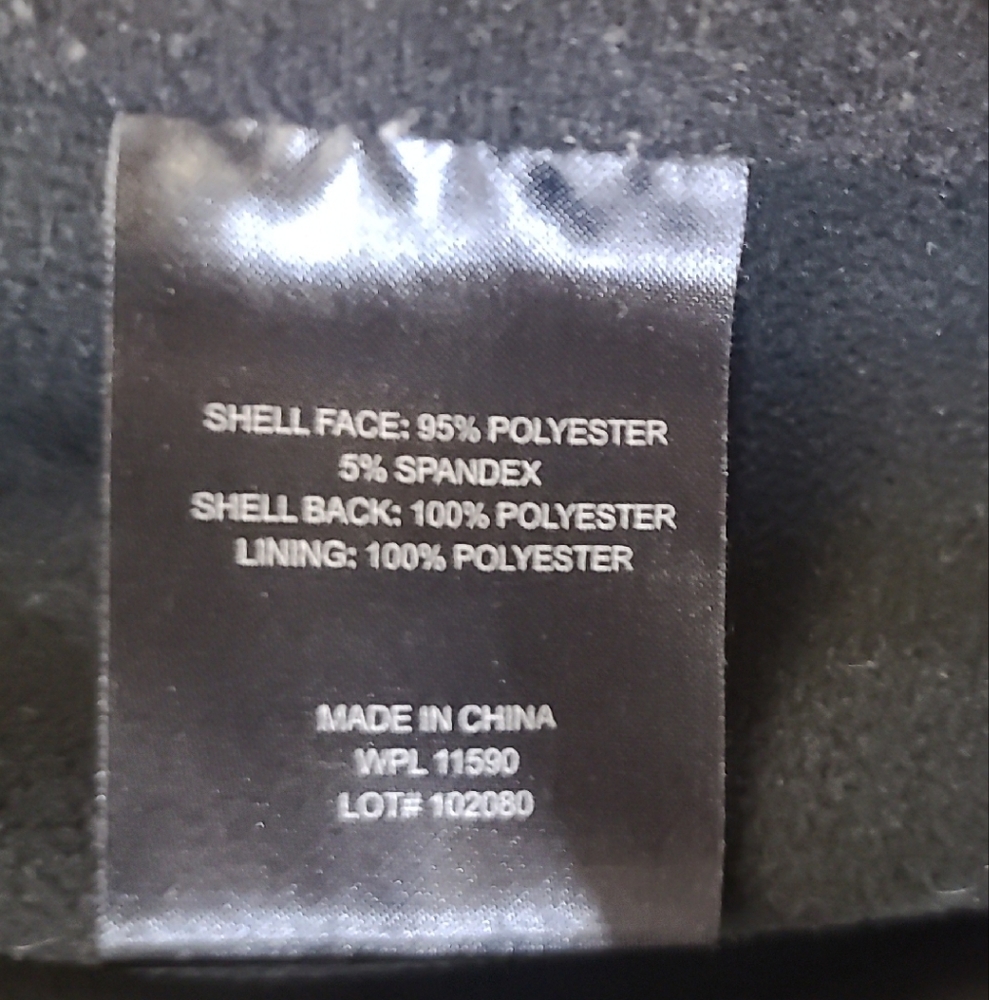 SHELL FACE: 95% POLYESTER
5% SPANDEX
SHELL BACK: 100% POLYESTER
LINING: 100% POLYESTER
MADE IN CHINA
WPL 11590
LOT# 102080